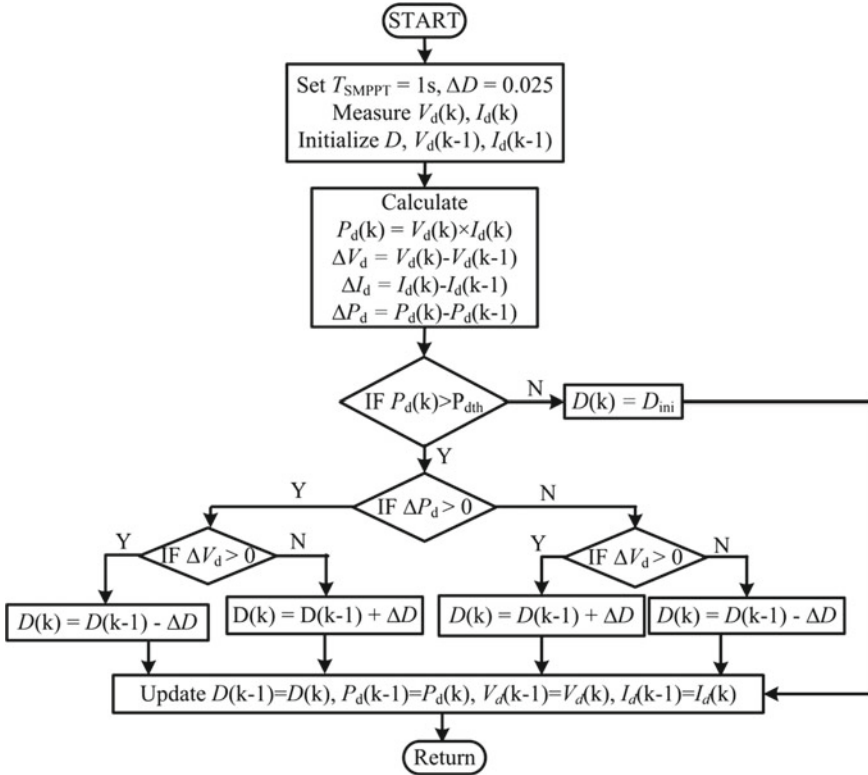 START
Set T_SMPPT = 1s, ΔD = 0.025
Measure V_d(k), I_d(k)
Initialize D, V_d(k-1), I_d(k-1)
Calculate
P_d(k) = V_d(k)×I_d(k)
ΔV_d = V_d(k)-V_d(k-1)
ΔI_d = I_d(k)-I_d(k-1)
ΔP_d = P_d(k)-P_d(k-1)
IF P_d(k)>P_dth
N
D(k) = D_ini
Y
Y
IF ΔP_d > 0
N
Y
IF ΔV_d > 0
N
Y
IF ΔV_d > 0
N
D(k) = D(k-1) - ΔD
D(k) = D(k-1) + ΔD
D(k) = D(k-1) + ΔD
D(k) = D(k-1) - ΔD
Update D(k-1)=D(k), P_d(k-1)=P_d(k), V_d(k-1)=V_d(k), I_d(k-1)=I_d(k)
Return